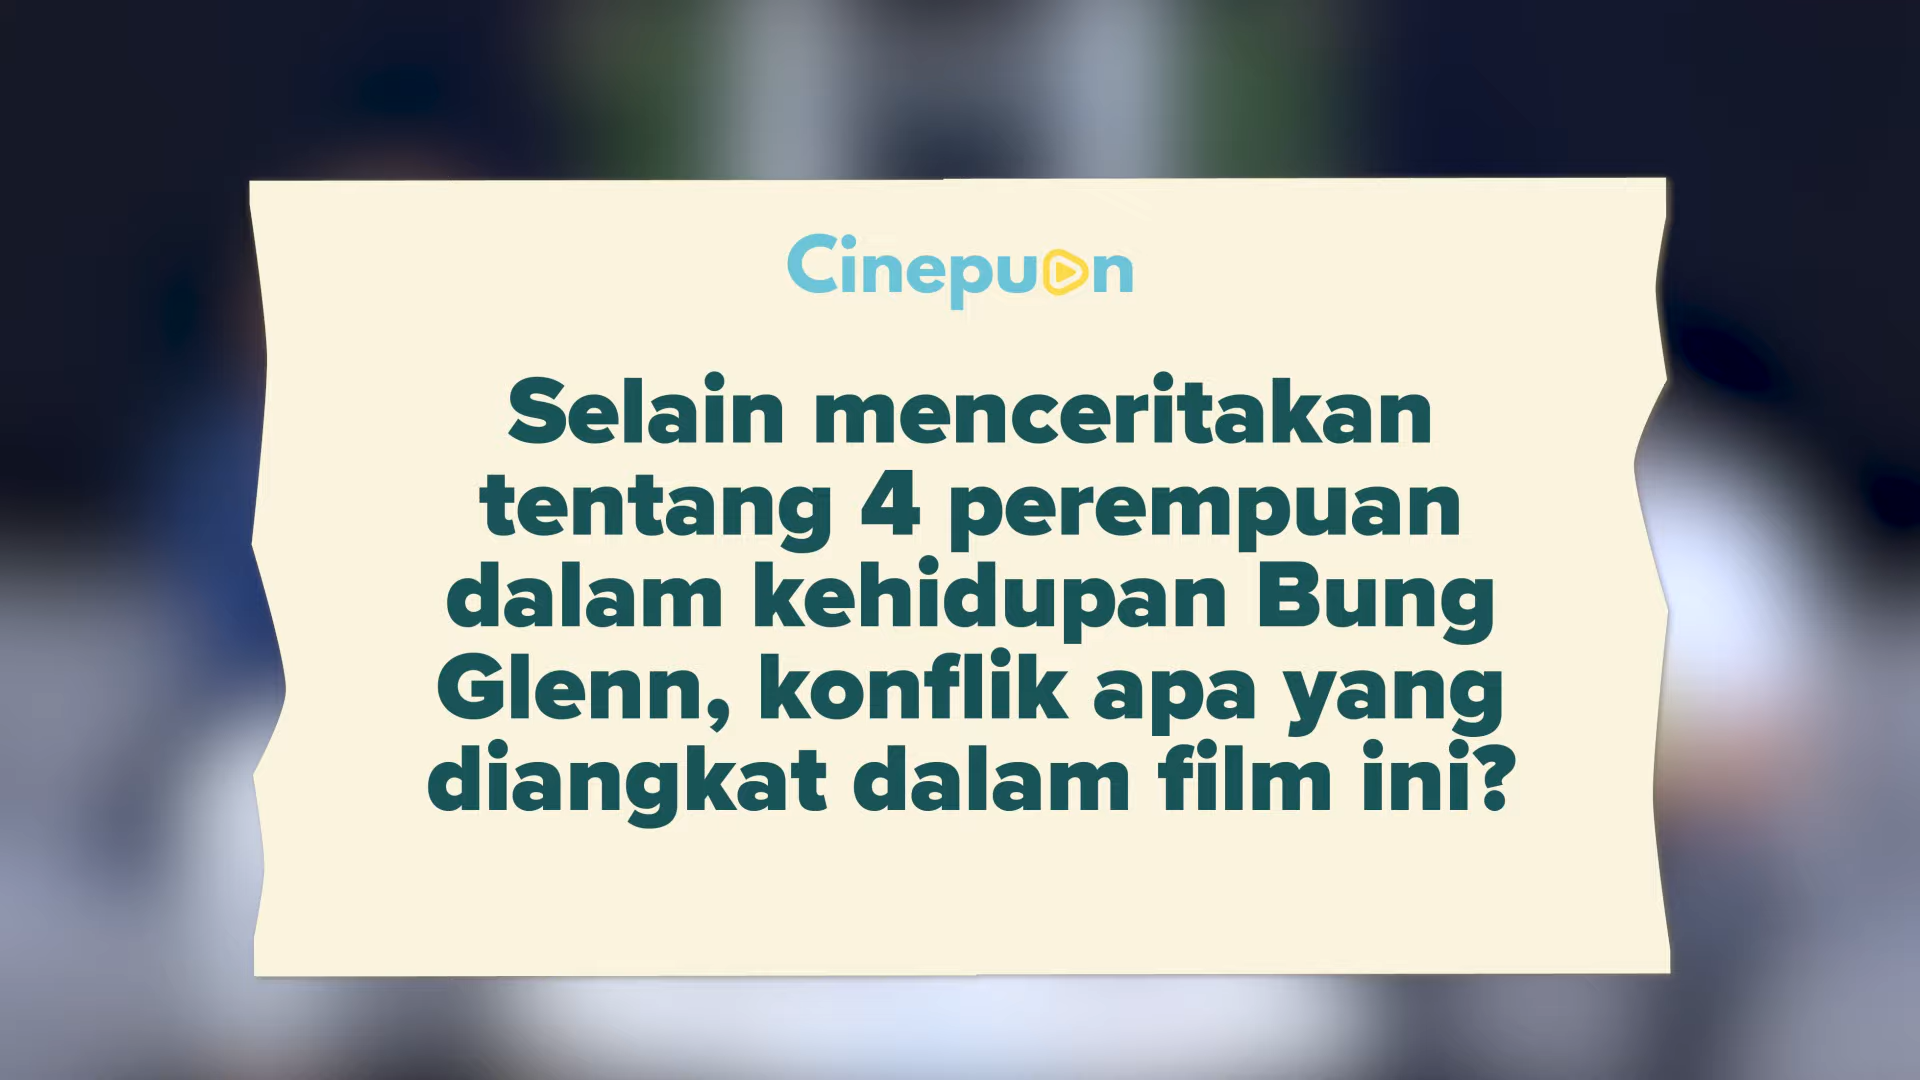 Cinepuan
Selain menceritakan
tentang 4 perempuan
dalam kehidupan Bung
Glenn, konflik apa yang
diangkat dalam film ini?